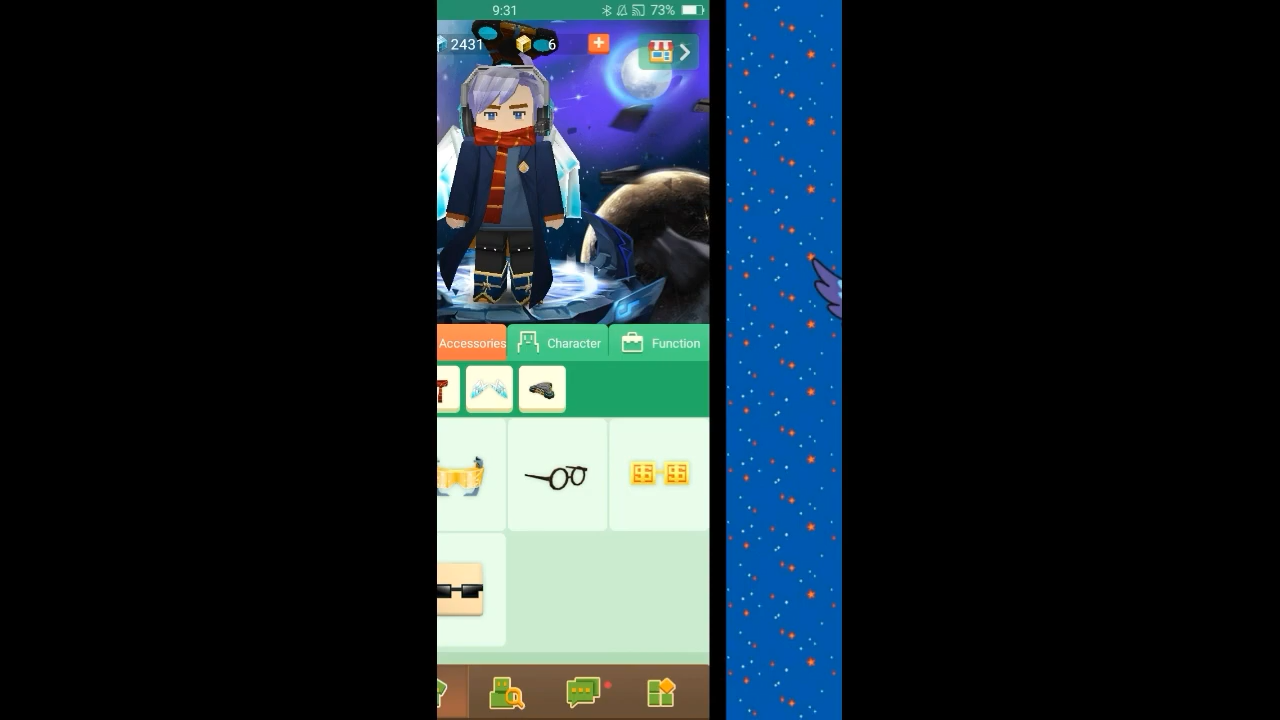 9:31
73%
2431
6
+
Accessories
Character
Function